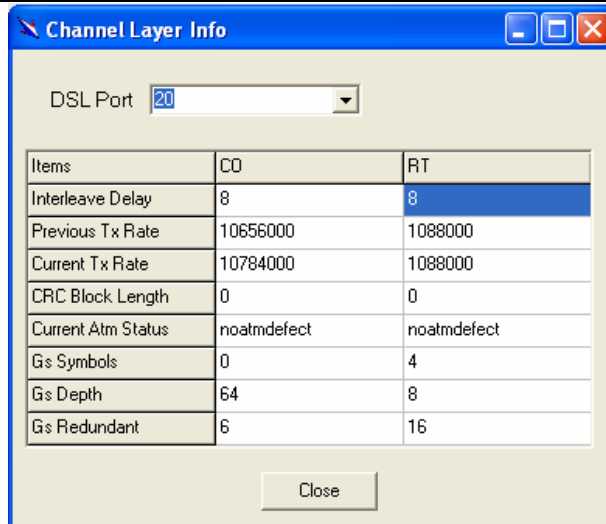 Channel Layer Info
DSL Port 20
Items CO RT
Interleave Delay 8 8
Previous Tx Rate 10656000 1088000
Current Tx Rate 10784000 1088000
CRC Block Length 0 0
Current Atm Status noatmdefect noatmdefect
Gs Symbols 0 4
Gs Depth 64 8
Gs Redundant 6 16
Close